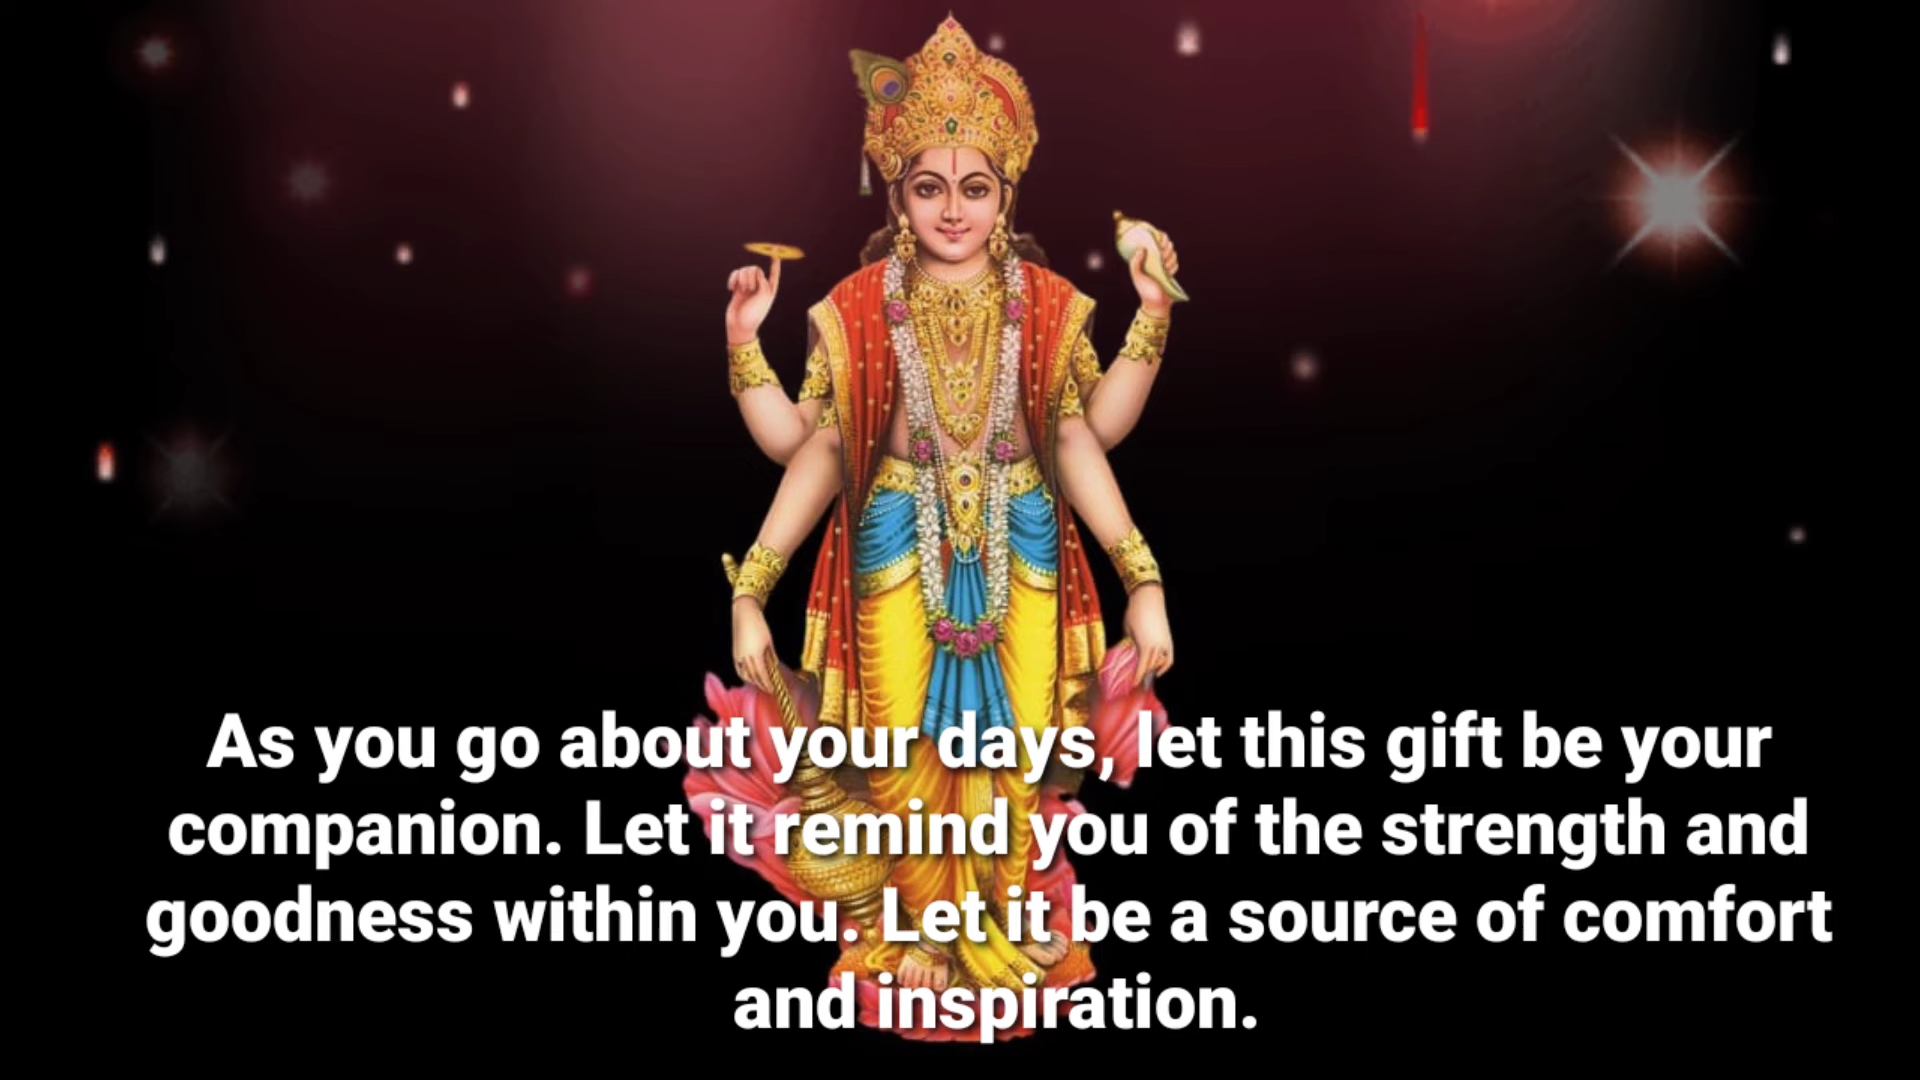 As you go about your days, let this gift be your
companion. Let it remind you of the strength and
goodness within you. Let it be a source of comfort
and inspiration.